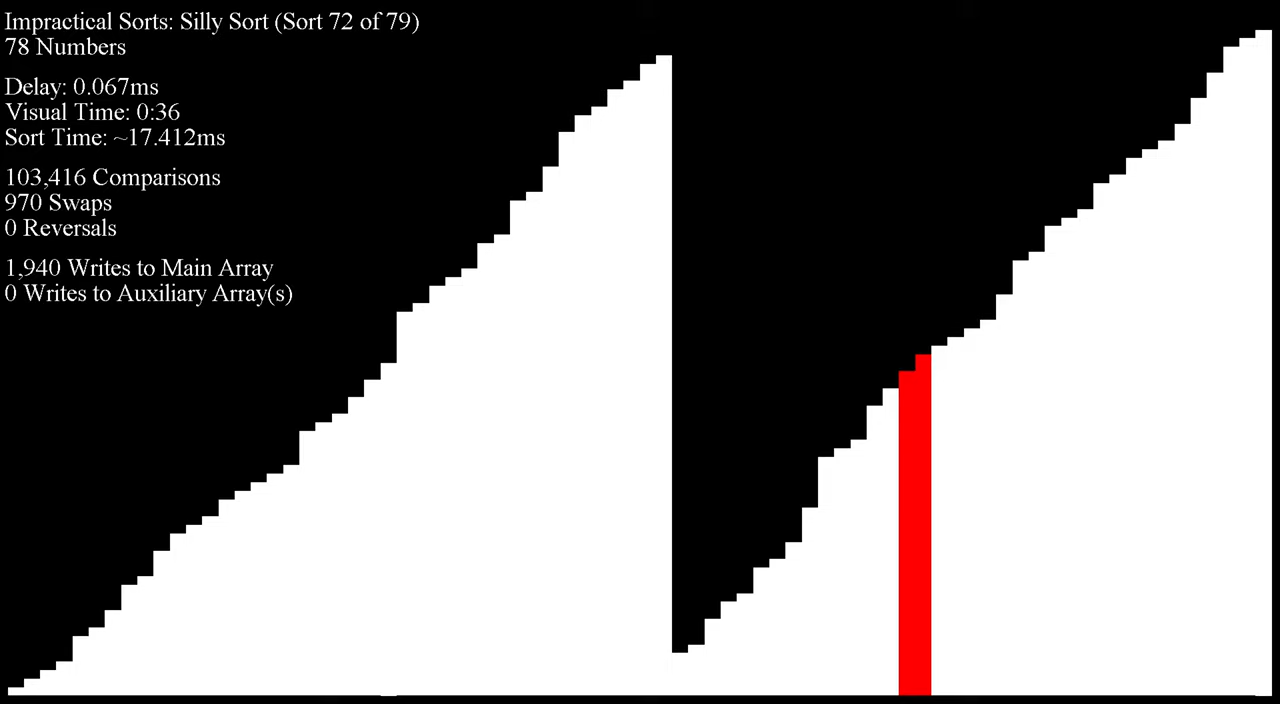 Impractical Sorts: Silly Sort (Sort 72 of 79)
78 Numbers
Delay: 0.067ms
Visual Time: 0:36
Sort Time: ~17.412ms
103,416 Comparisons
970 Swaps
0 Reversals
1,940 Writes to Main Array
0 Writes to Auxiliary Array(s)